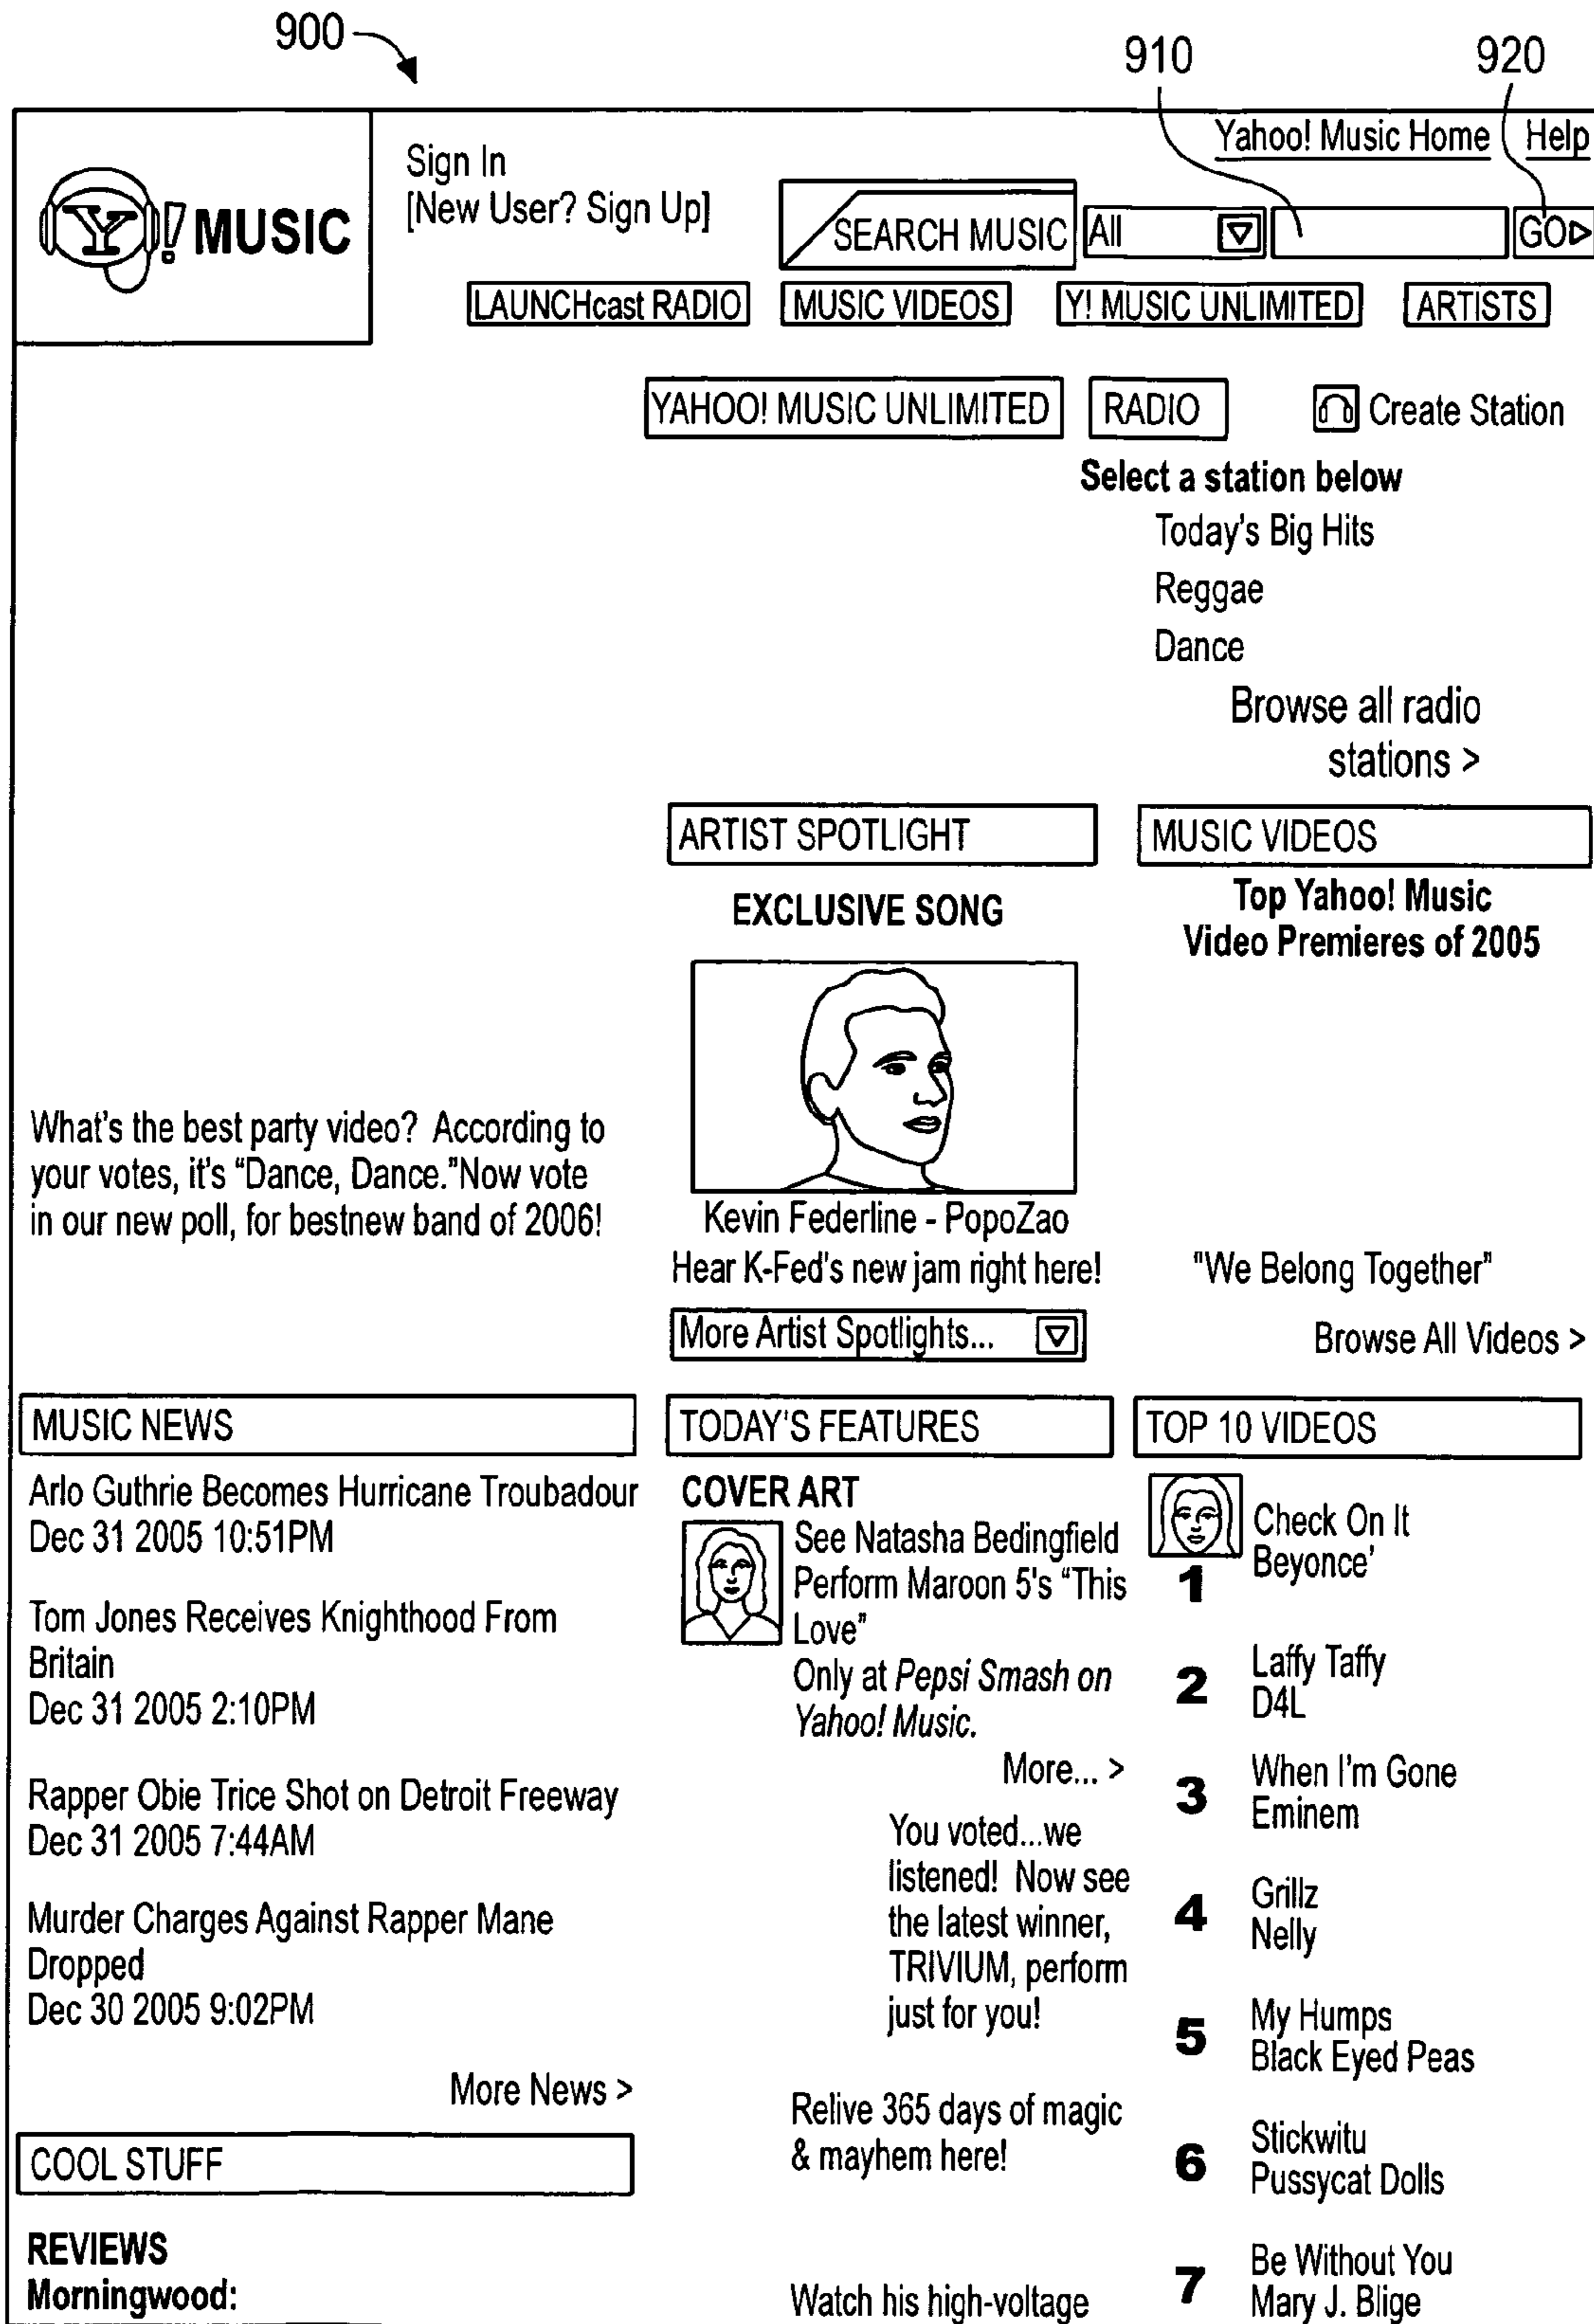 900
910
920
Yahoo! Music Home Help
Sign In
[New User? Sign Up]
Y! MUSIC
SEARCH MUSIC All GO
LAUNCHcast RADIO MUSIC VIDEOS Y! MUSIC UNLIMITED ARTISTS
YAHOO! MUSIC UNLIMITED RADIO Create Station
Select a station below
Today's Big Hits
Reggae
Dance
Browse all radio
stations >
What's the best party video? According to
your votes, it's “Dance, Dance.”Now vote
in our new poll, for bestnew band of 2006!
ARTIST SPOTLIGHT
EXCLUSIVE SONG
Kevin Federline - PopoZao
Hear K-Fed's new jam right here!
More Artist Spotlights...
MUSIC VIDEOS
Top Yahoo! Music
Video Premieres of 2005
"We Belong Together"
Browse All Videos >
MUSIC NEWS
Arlo Guthrie Becomes Hurricane Troubadour
Dec 31 2005 10:51PM
Tom Jones Receives Knighthood From
Britain
Dec 31 2005 2:10PM
Rapper Obie Trice Shot on Detroit Freeway
Dec 31 2005 7:44AM
Murder Charges Against Rapper Mane
Dropped
Dec 30 2005 9:02PM
More News >
COOL STUFF
REVIEWS
Morningwood:
TODAY'S FEATURES
COVER ART
See Natasha Bedingfield
Perform Maroon 5's “This
Love”
Only at Pepsi Smash on
Yahoo! Music.
More... >
You voted...we
listened! Now see
the latest winner,
TRIVIUM, perform
just for you!
Relive 365 days of magic
& mayhem here!
Watch his high-voltage
TOP 10 VIDEOS
1 Check On It
Beyonce'
2 Laffy Taffy
D4L
3 When I'm Gone
Eminem
4 Grillz
Nelly
5 My Humps
Black Eyed Peas
6 Stickwitu
Pussycat Dolls
7 Be Without You
Mary J. Blige